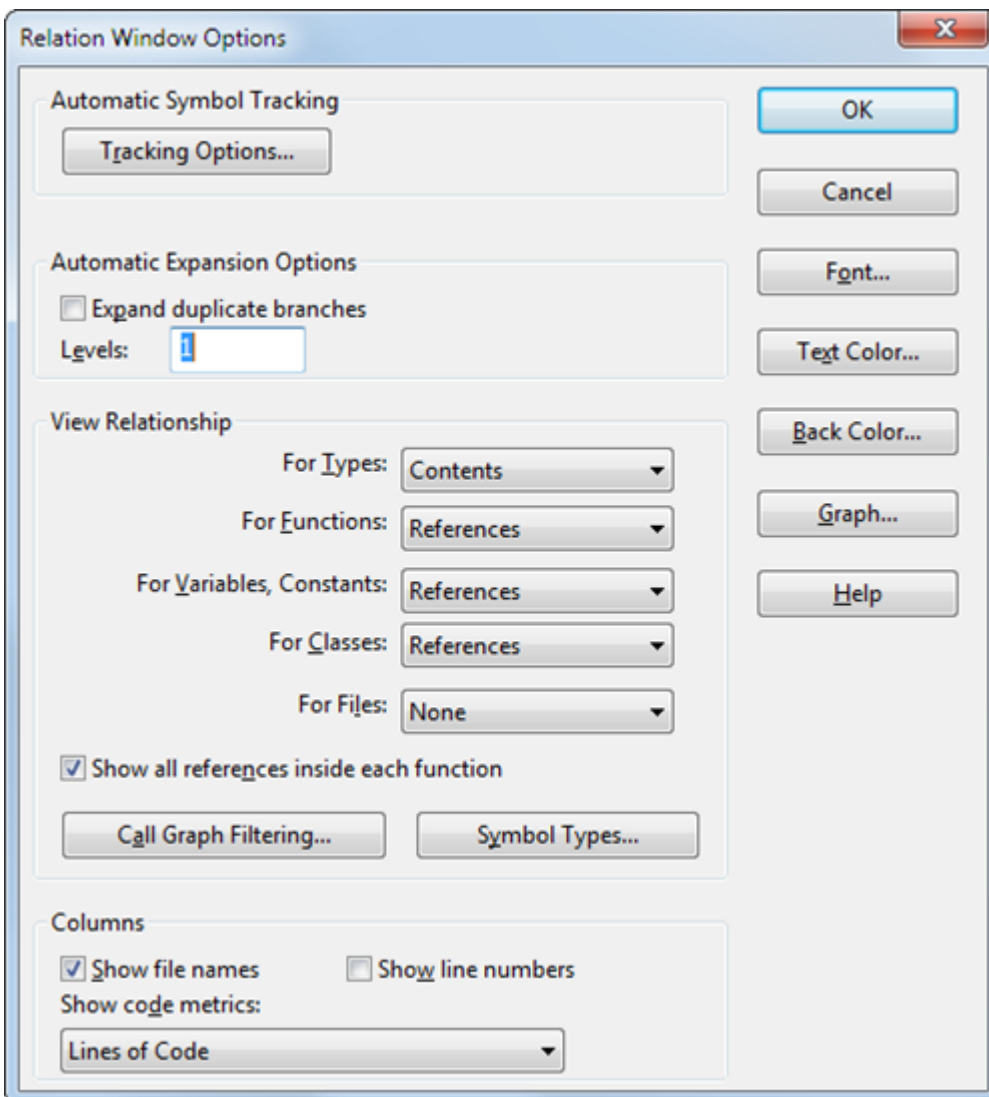 Relation Window Options
Automatic Symbol Tracking
Tracking Options...
Automatic Expansion Options
Expand duplicate branches
Levels: 1
View Relationship
For Types: Contents
For Functions: References
For Variables, Constants: References
For Classes: References
For Files: None
Show all references inside each function
Call Graph Filtering... Symbol Types...
Columns
Show file names Show line numbers
Show code metrics:
Lines of Code
OK
Cancel
Font...
Text Color...
Back Color...
Graph...
Help